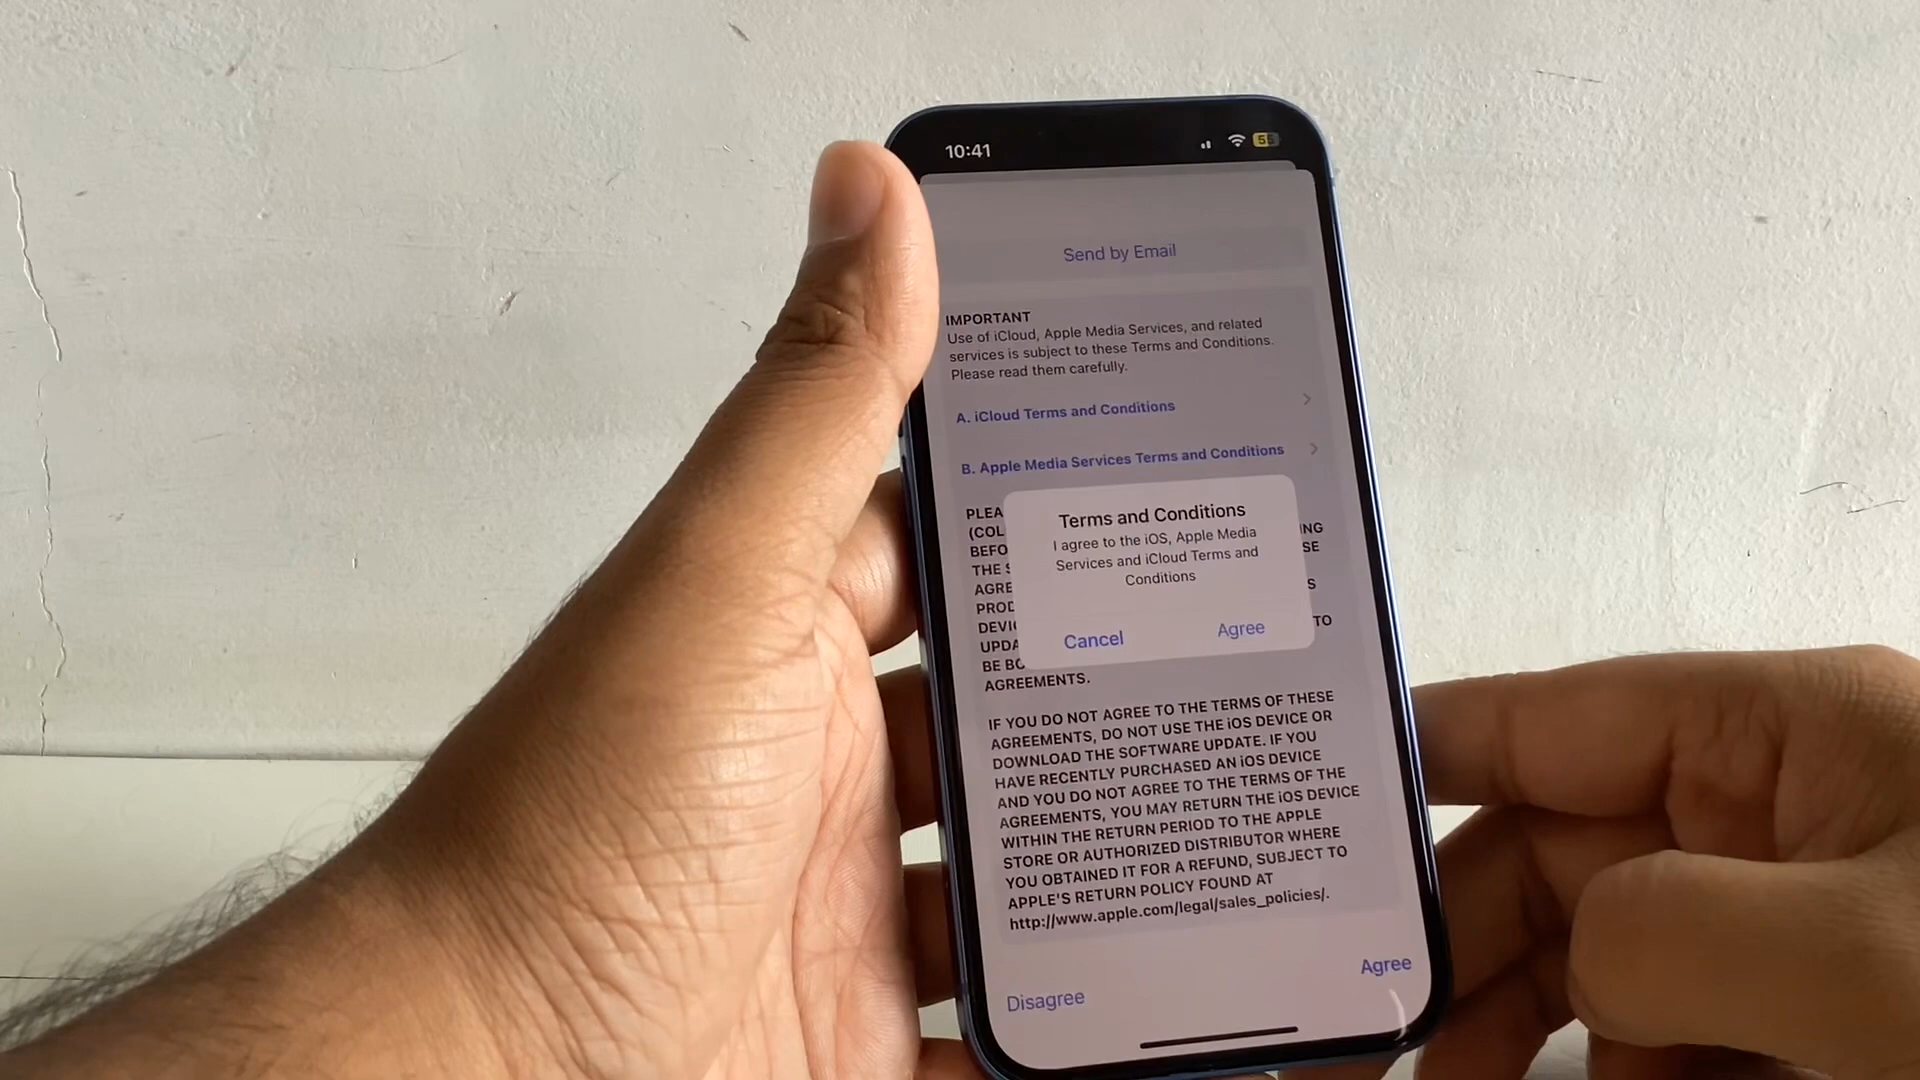 10:41
55
Send by Email
IMPORTANT
Use of iCloud, Apple Media Services, and related
services is subject to these Terms and Conditions.
Please read them carefully.
A. iCloud Terms and Conditions
B. Apple Media Services Terms and Conditions
Terms and Conditions
I agree to the iOS, Apple Media
Services and iCloud Terms and
Conditions
Cancel
Agree
AGREEMENTS.
IF YOU DO NOT AGREE TO THE TERMS OF THESE
AGREEMENTS, DO NOT USE THE iOS DEVICE OR
DOWNLOAD THE SOFTWARE UPDATE. IF YOU
HAVE RECENTLY PURCHASED AN iOS DEVICE
AND YOU DO NOT AGREE TO THE TERMS OF THE
AGREEMENTS, YOU MAY RETURN THE iOS DEVICE
WITHIN THE RETURN PERIOD TO THE APPLE
STORE OR AUTHORIZED DISTRIBUTOR WHERE
YOU OBTAINED IT FOR A REFUND, SUBJECT TO
APPLE'S RETURN POLICY FOUND AT
http://www.apple.com/legal/sales_policies/.
Agree
Disagree